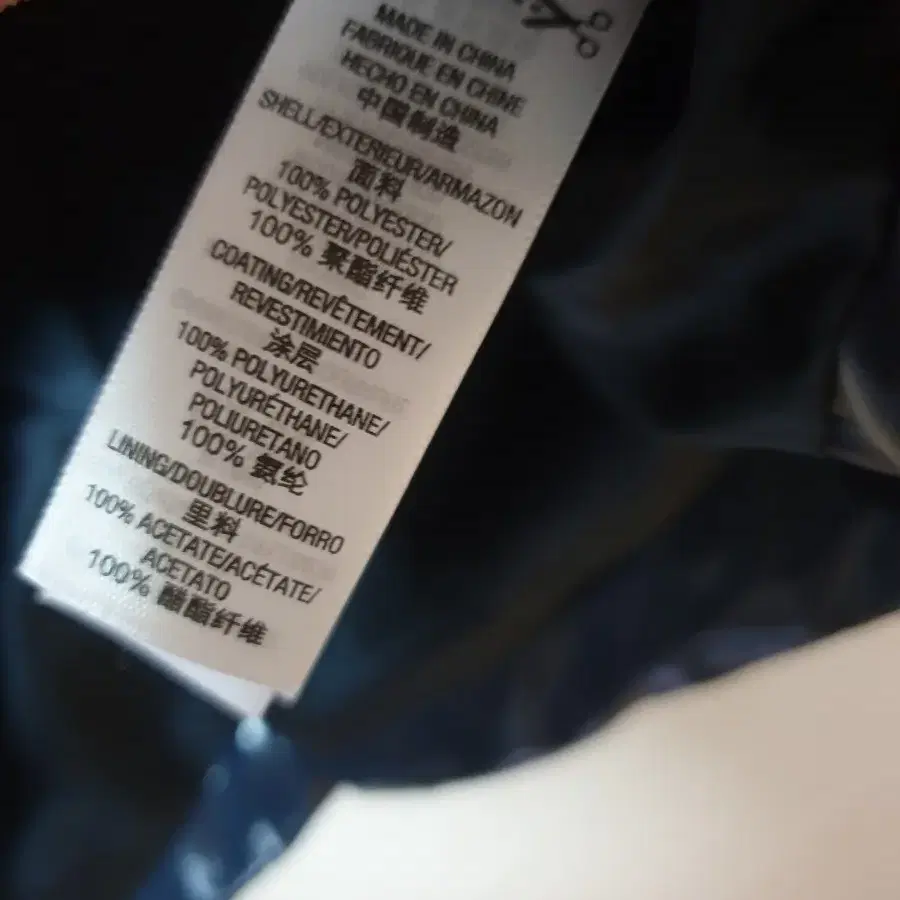 MADE IN CHINA
FABRIQUE EN CHINE
HECHO EN CHINA
中国制造
SHELL/EXTERIEUR/ARMAZON
面料
100% POLYESTER/
POLYESTER/POLIÉSTER
100% 聚酯纤维
COATING/REVÊTEMENT/
REVESTIMIENTO
涂层
100% POLYURETHANE/
POLYURÉTHANE/
POLIURETANO
100% 氨纶
LINING/DOUBLURE/FORRO
里料
100% ACETATE/ACÉTATE/
ACETATO
100% 醋酯纤维